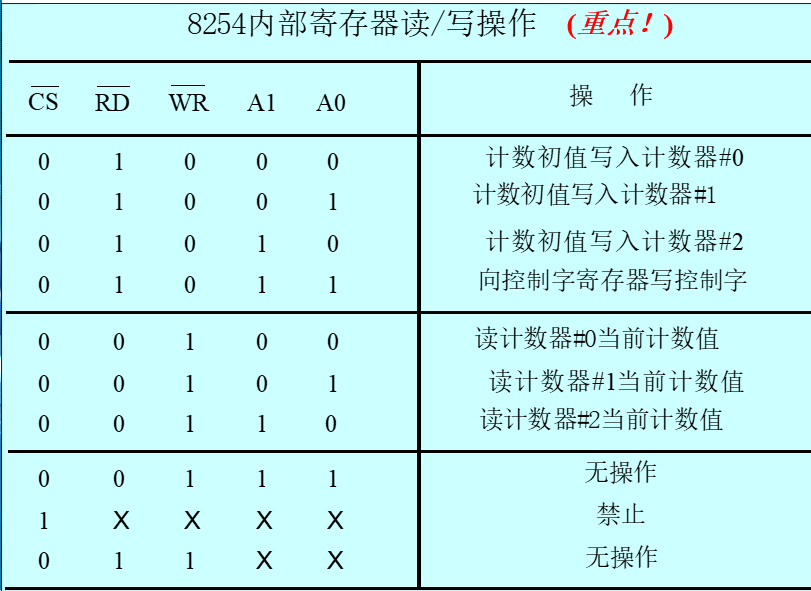 8254内部寄存器读/写操作 (重点！)
CS RD WR A1 A0 操 作
0 1 0 0 0 计数初值写入计数器#0
0 1 0 0 1 计数初值写入计数器#1
0 1 0 1 0 计数初值写入计数器#2
0 1 0 1 1 向控制字寄存器写控制字
0 0 1 0 0 读计数器#0当前计数值
0 0 1 0 1 读计数器#1当前计数值
0 0 1 1 0 读计数器#2当前计数值
0 0 1 1 1 无操作
1 X X X X 禁止
0 1 1 X X 无操作